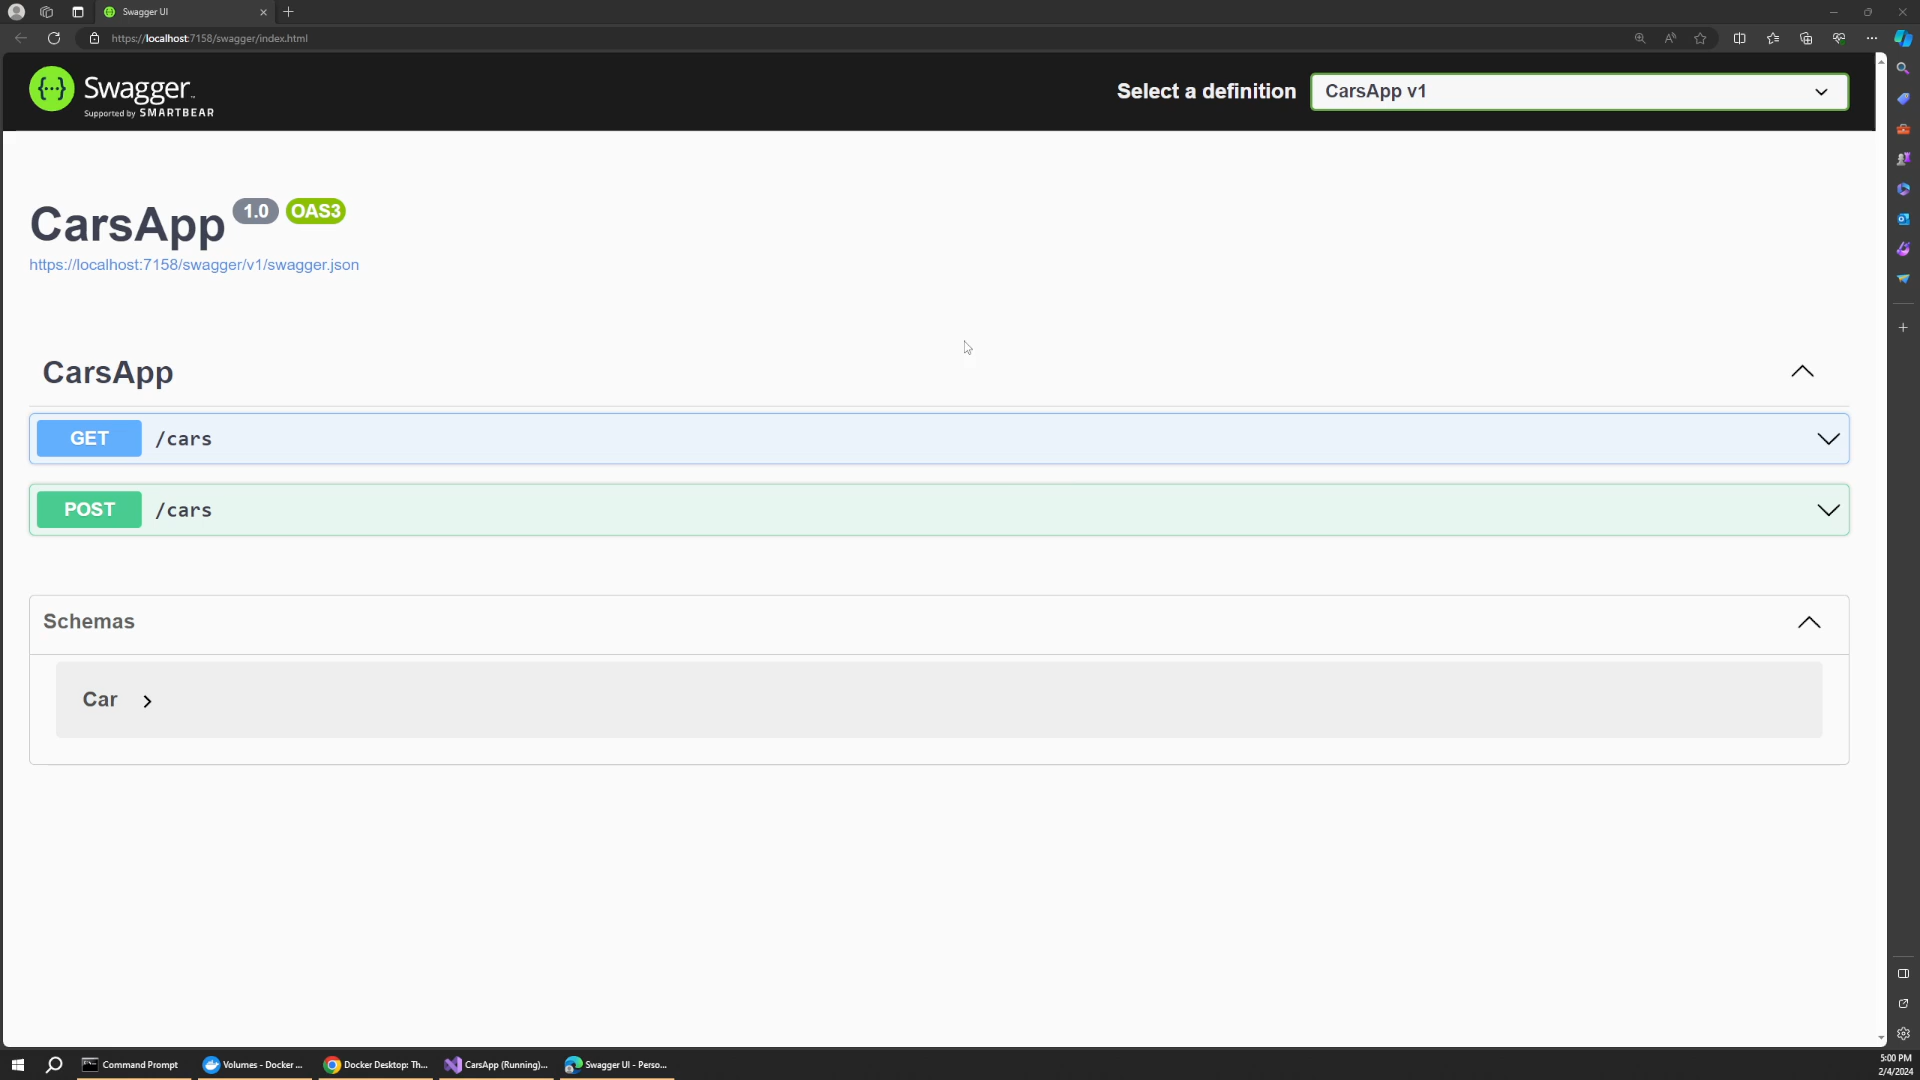 Swagger UI
https://localhost:7158/swagger/index.html
Swagger
Supported by SMARTBEAR
Select a definition
CarsApp v1
CarsApp 1.0 OAS3
https://localhost:7158/swagger/v1/swagger.json
CarsApp
GET /cars
POST /cars
Schemas
Car
Command Prompt
Volumes - Docker ...
Docker Desktop: Th...
CarsApp (Running)...
Swagger UI - Perso...
5:00 PM
2/4/2024